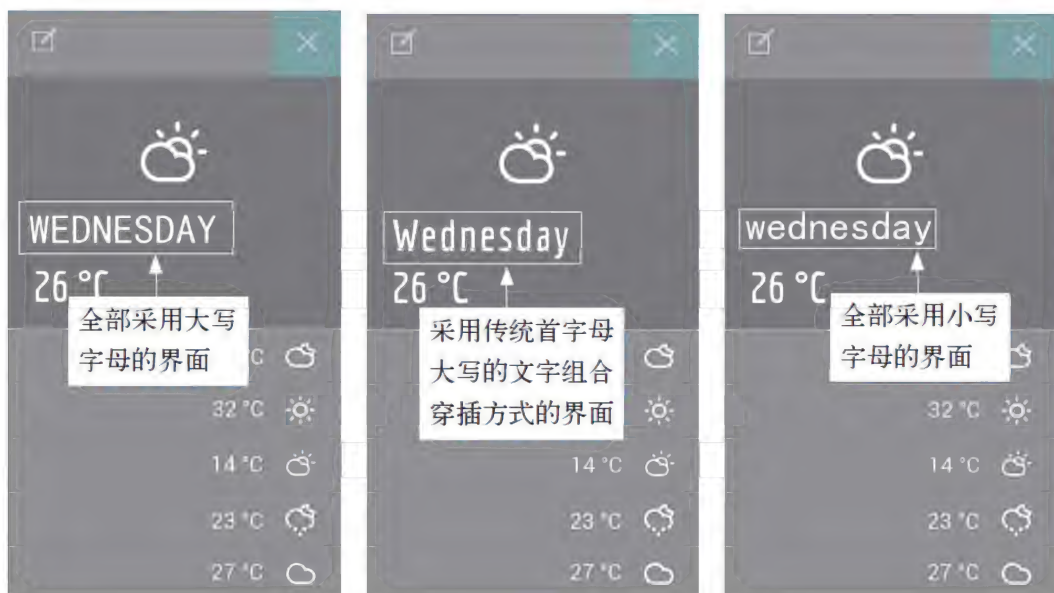 WEDNESDAY
26 °C
全部采用大写
字母的界面
°C
32 °C
14 °C
23 °C
27 °C
Wednesday
26 °C
采用传统首字母
大写的文字组合
穿插方式的界面
14 °C
23 °C
27 °C
wednesday
26 °C
全部采用小写
字母的界面
32 °C
14 °C
23 °C
27 °C